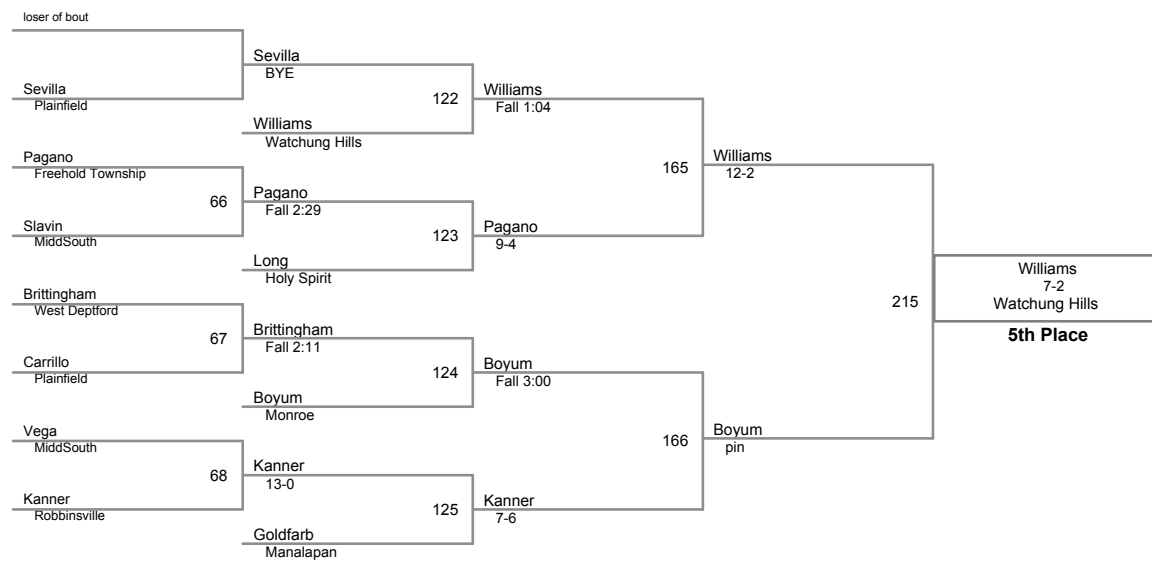 loser of bout
Sevilla
Plainfield
Pagano
Freehold Township
66
Slavin
MiddSouth
Brittingham
West Deptford
67
Carrillo
Plainfield
Vega
MiddSouth
68
Kanner
Robbinsville
Sevilla
BYE
122
Williams
Watchung Hills
Pagano
Fall 2:29
123
Long
Holy Spirit
Brittingham
Fall 2:11
124
Boyum
Monroe
Kanner
13-0
125
Goldfarb
Manalapan
Williams
Fall 1:04
165
Pagano
9-4
Boyum
Fall 3:00
166
Kanner
7-6
Williams
12-2
215
Boyum
pin
Williams
7-2
Watchung Hills
5th Place